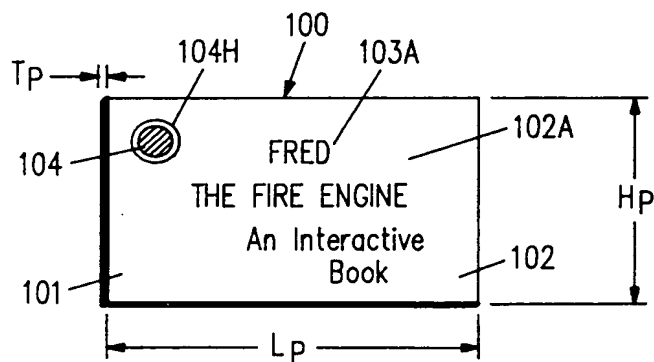 100
104H
103A
Tp
104
FRED
102A
THE FIRE ENGINE
Hp
An Interactive
Book
101
102
Lp